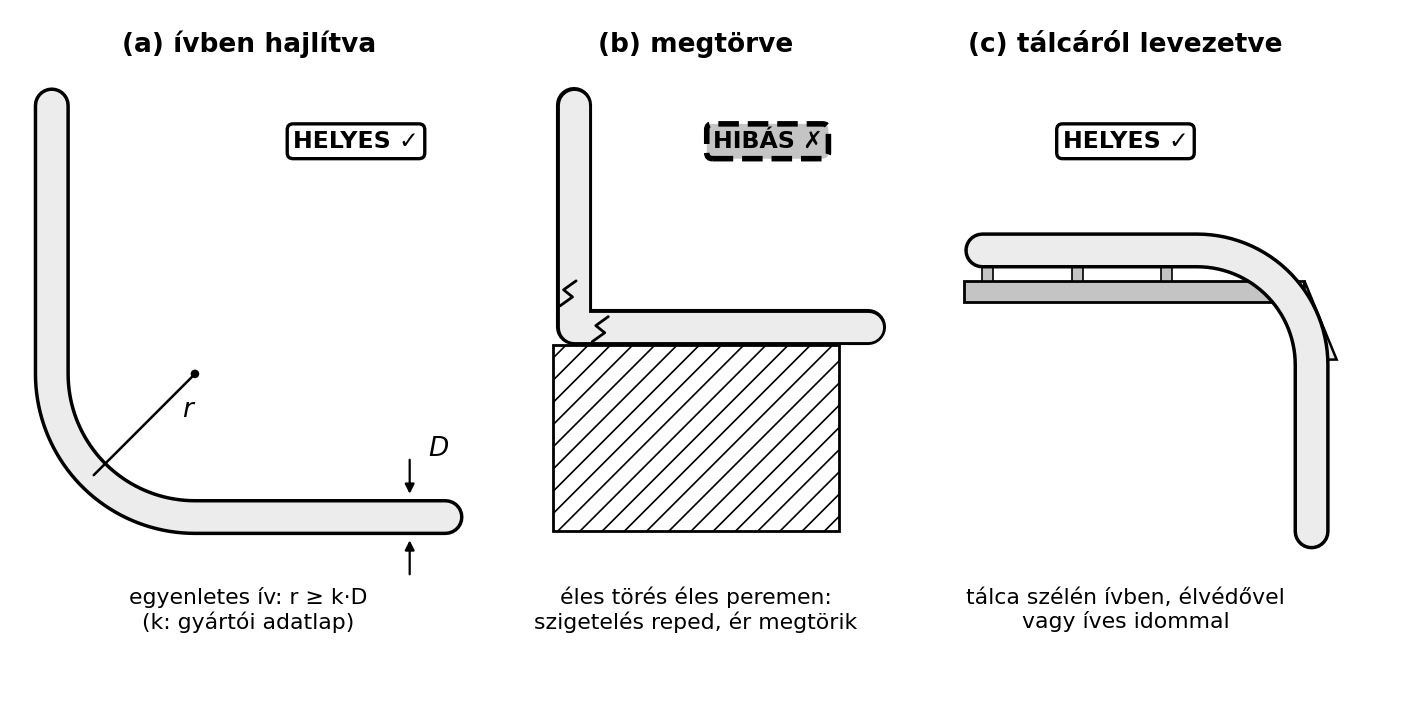 (a) ívben hajlítva
HELYES ✓
r
D
egyenletes ív: r ≥ k·D
(k: gyártói adatlap)
(b) megtörve
HIBÁS ✗
éles törés éles peremen:
szigetelés reped, ér megtörik
(c) tálcáról levezetve
HELYES ✓
tálca szélén ívben, élvédővel
vagy íves idommal